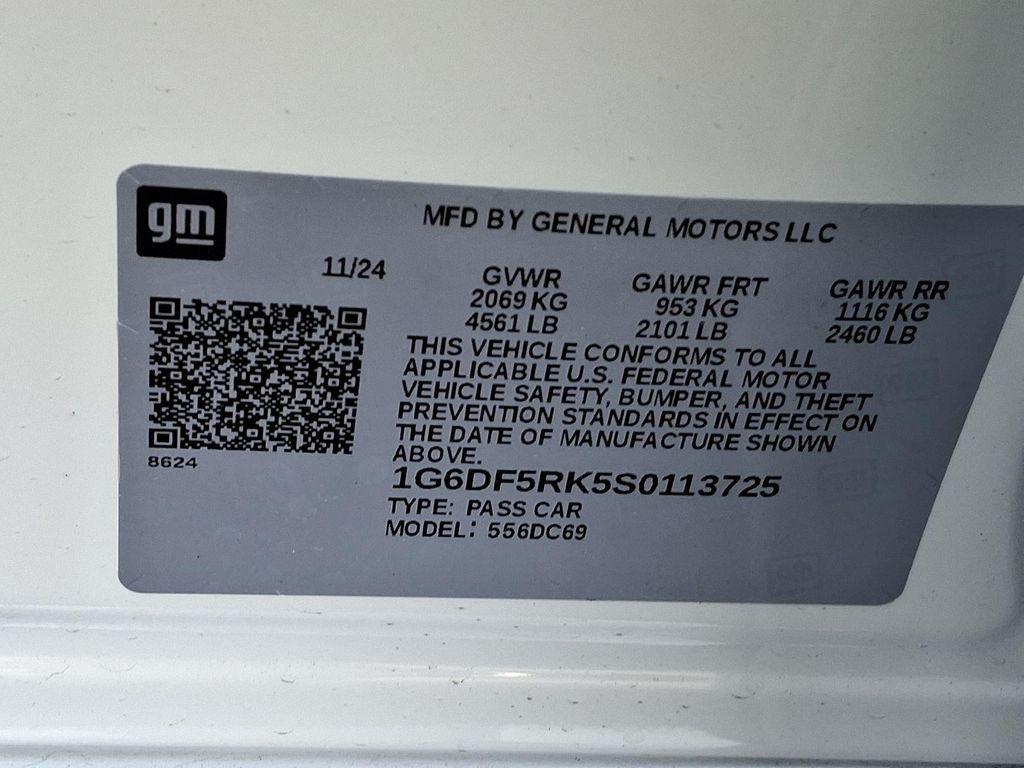 gm
MFD BY GENERAL MOTORS LLC
11/24
GVWR GAWR FRT GAWR RR
2069 KG 953 KG 1116 KG
4561 LB 2101 LB 2460 LB
THIS VEHICLE CONFORMS TO ALL
APPLICABLE U.S. FEDERAL MOTOR
VEHICLE SAFETY, BUMPER, AND THEFT
PREVENTION STANDARDS IN EFFECT ON
THE DATE OF MANUFACTURE SHOWN
ABOVE.
8624
1G6DF5RK5S0113725
TYPE: PASS CAR
MODEL: 556DC69